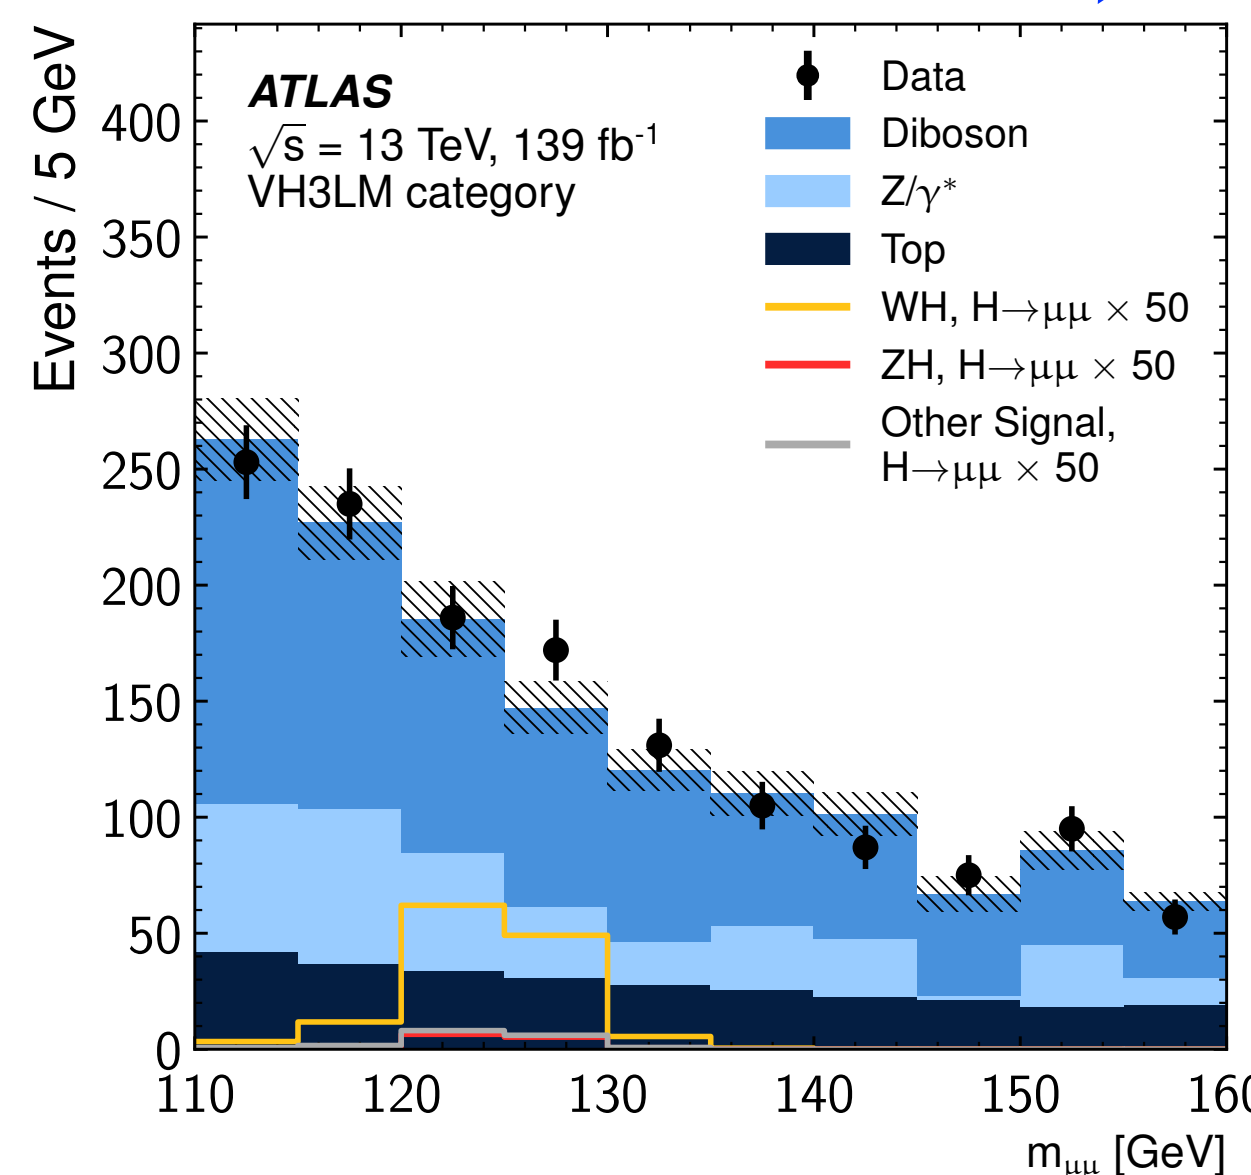 Events / 5 GeV
ATLAS
√s = 13 TeV, 139 fb⁻¹
VH3LM category
Data
Diboson
Z/γ*
Top
WH, H→μμ × 50
ZH, H→μμ × 50
Other Signal,
H→μμ × 50
400
350
300
250
200
150
100
50
0
110 120 130 140 150 160
mμμ [GeV]